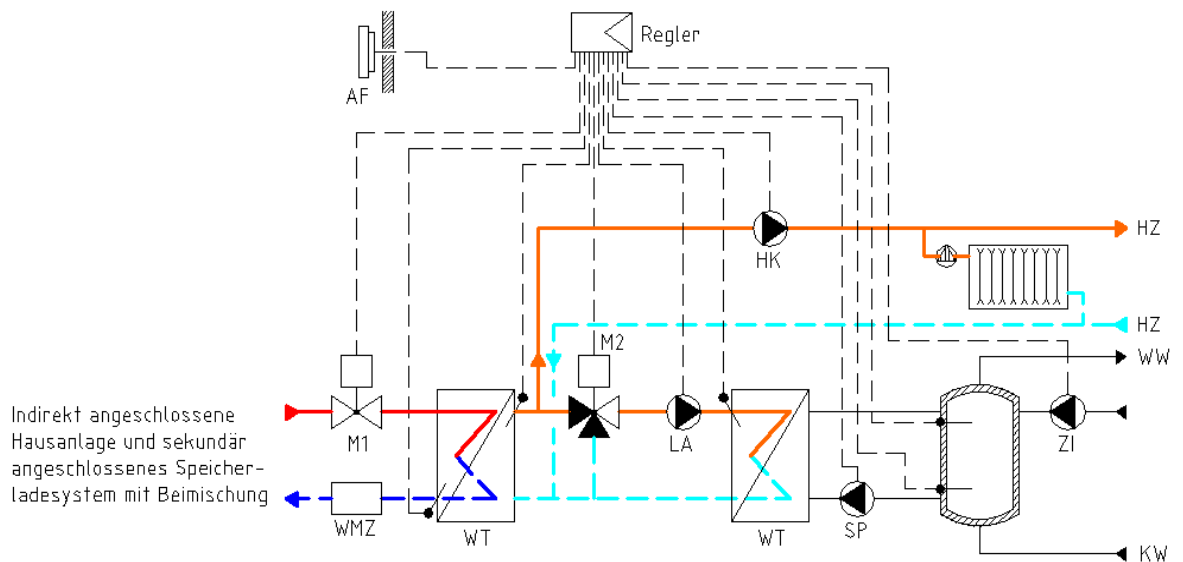 Regler
AF
HK
HZ
HZ
M2
WW
Indirekt angeschlossene
Hausanlage und sekundär
angeschlossenes Speicher-
ladesystem mit Beimischung
M1
LA
ZI
WMZ
WT
WT
SP
KW